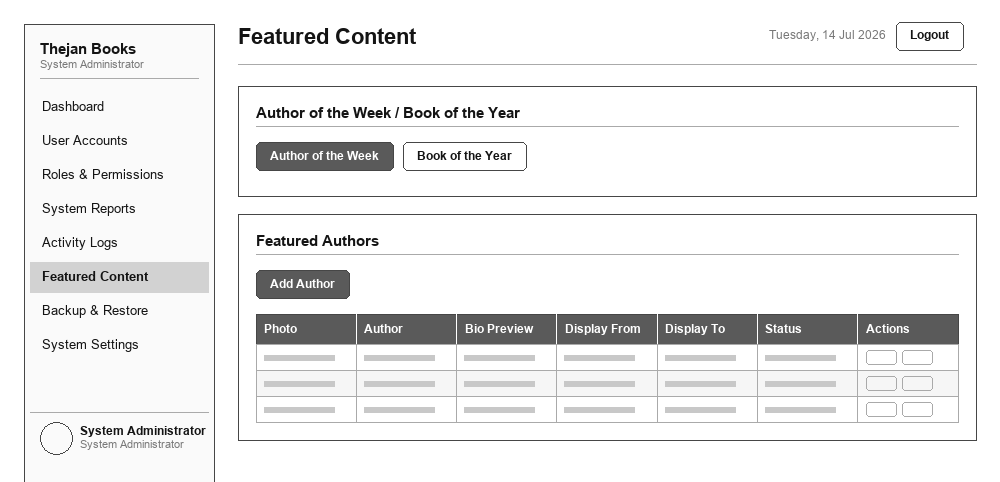 Thejan Books
System Administrator
Dashboard
User Accounts
Roles & Permissions
System Reports
Activity Logs
Featured Content
Backup & Restore
System Settings
System Administrator
System Administrator
Featured Content
Tuesday, 14 Jul 2026
Logout
Author of the Week / Book of the Year
Author of the Week
Book of the Year
Featured Authors
Add Author
Photo Author Bio Preview Display From Display To Status Actions